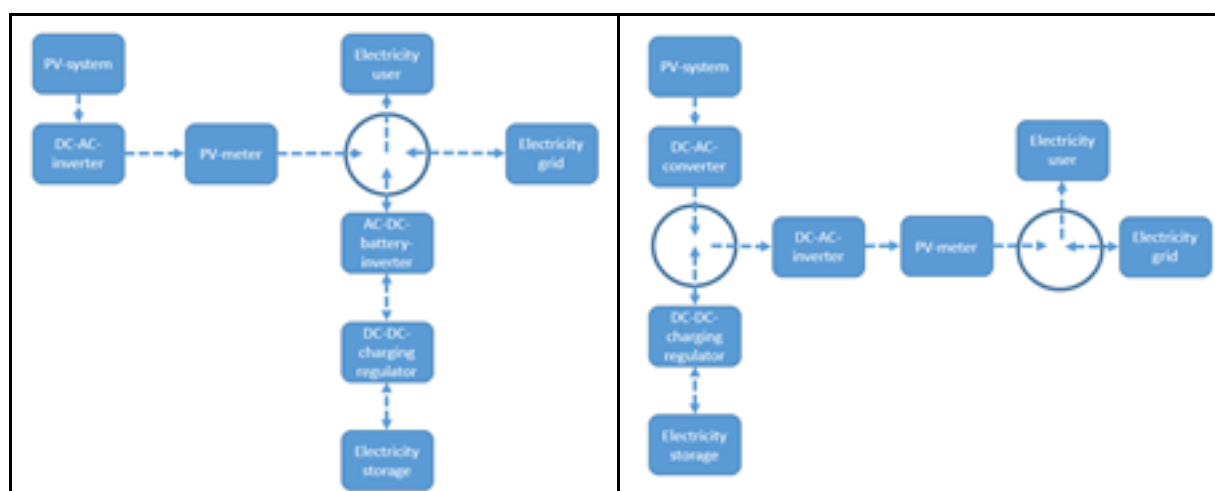 PV-system
DC-AC-
inverter
PV-meter
Electricity
user
Electricity
grid
AC-DC-
battery-
inverter
DC-DC-
charging
regulator
Electricity
storage
PV-system
DC-AC-
converter
DC-AC-
inverter
PV-meter
Electricity
user
Electricity
grid
DC-DC-
charging
regulator
Electricity
storage